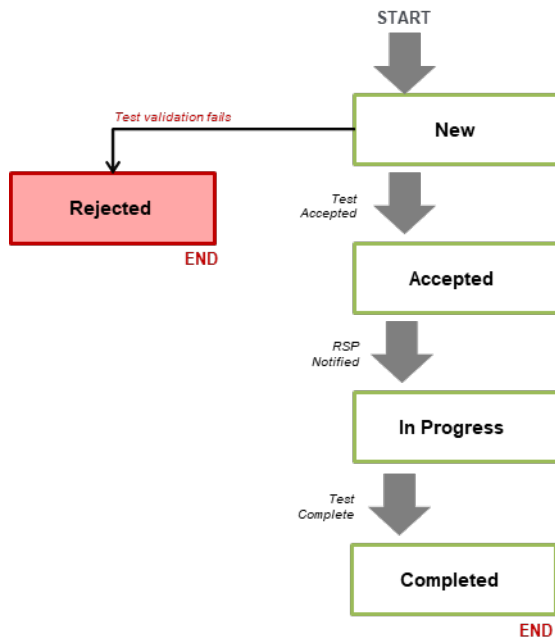 START
Test validation fails
New
Rejected
Test
Accepted
END
Accepted
RSP
Notified
In Progress
Test
Complete
Completed
END